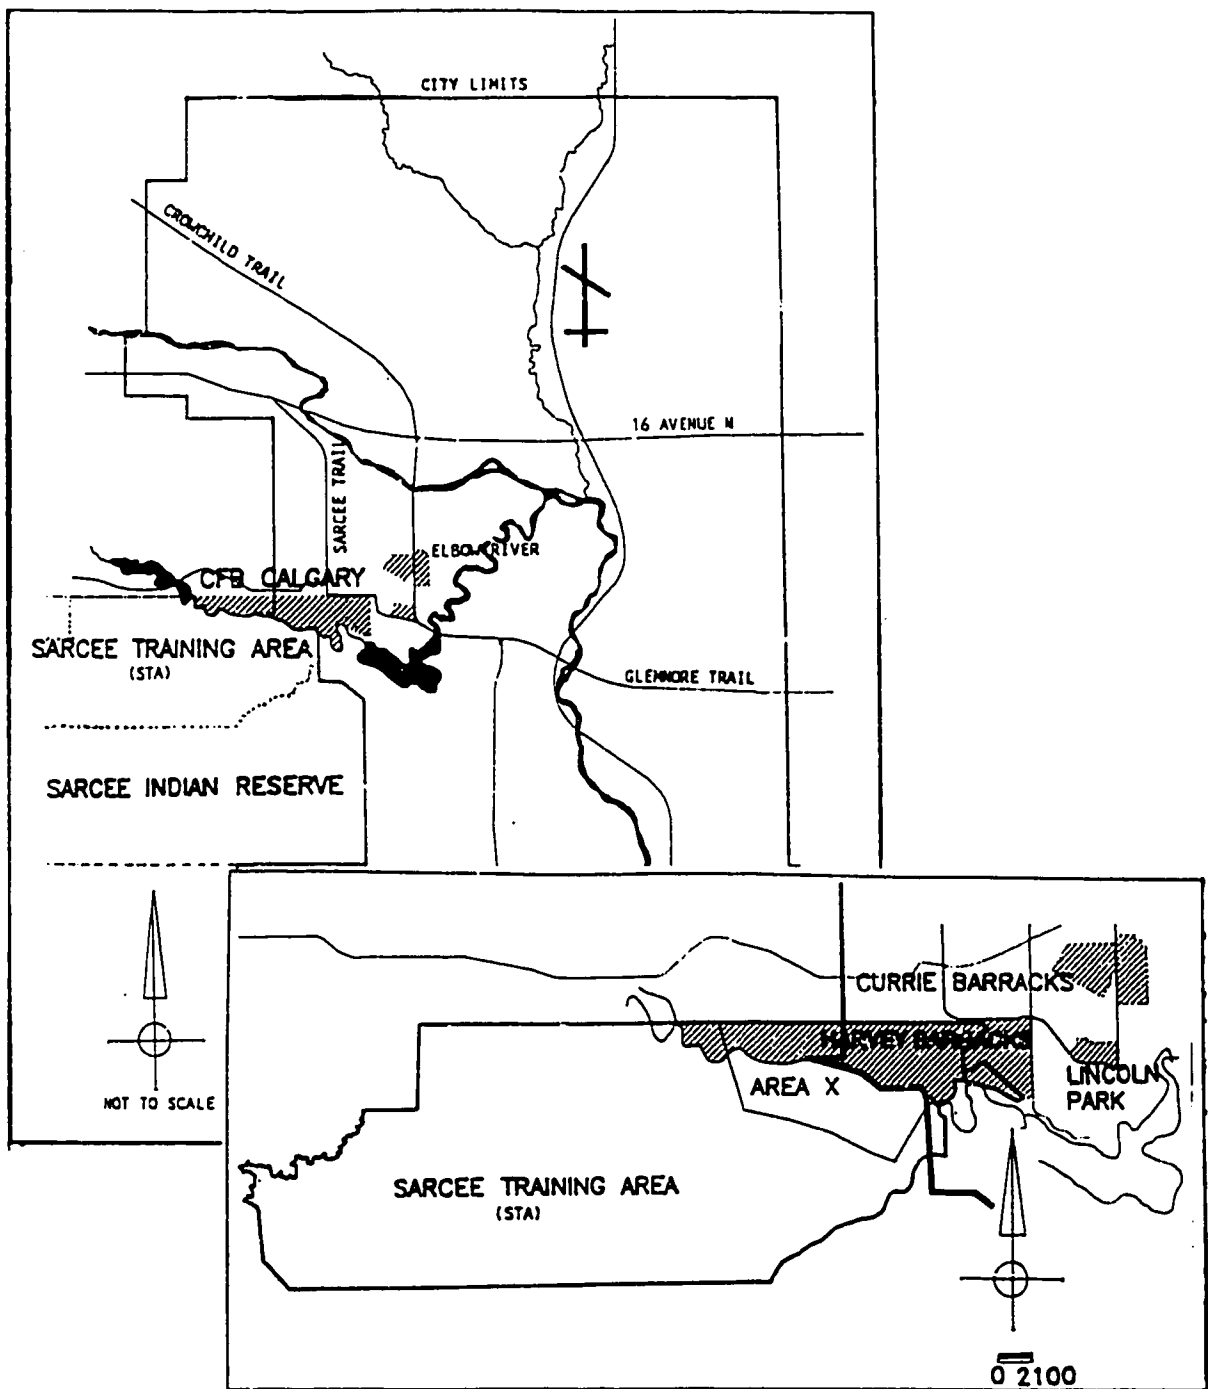 CITY LIMITS
CROWCHILD TRAIL
16 AVENUE N
SARCEE TRAIL
ELBOW RIVER
CFB CALGARY
SARCEE TRAINING AREA
(STA)
GLENMORE TRAIL
SARCEE INDIAN RESERVE
NOT TO SCALE
CURRIE BARRACKS
HARVEY BARRACKS
AREA X
LINCOLN
PARK
SARCEE TRAINING AREA
(STA)
0 2100